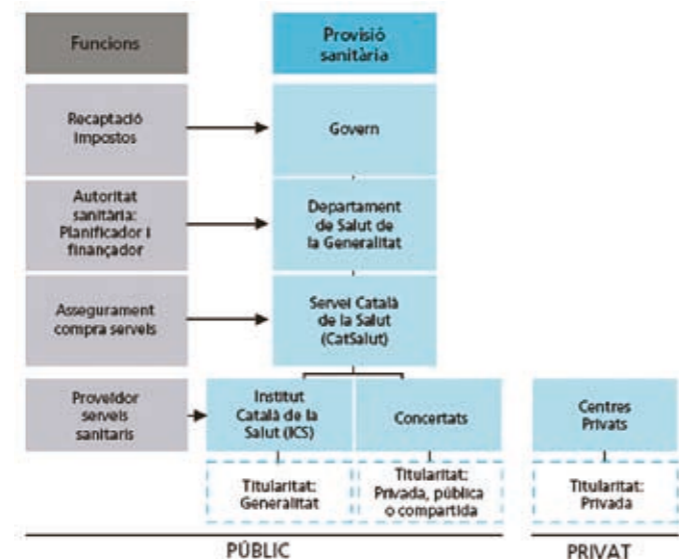 Funcions
Provisió
sanitària
Recaptació
impostos
Govern
Autoritat
sanitària:
Planificador i
finançador
Departament
de Salut de
la Generalitat
Assegurament
compra serveis
Servei Català
de la Salut
(CatSalut)
Proveïdor
serveis
sanitaris
Institut
Català de la
Salut (ICS)
Concertats
Centres
Privats
Titularitat:
Generalitat
Titularitat:
Privada, pública
o compartida
Titularitat:
Privada
PÚBLIC
PRIVAT